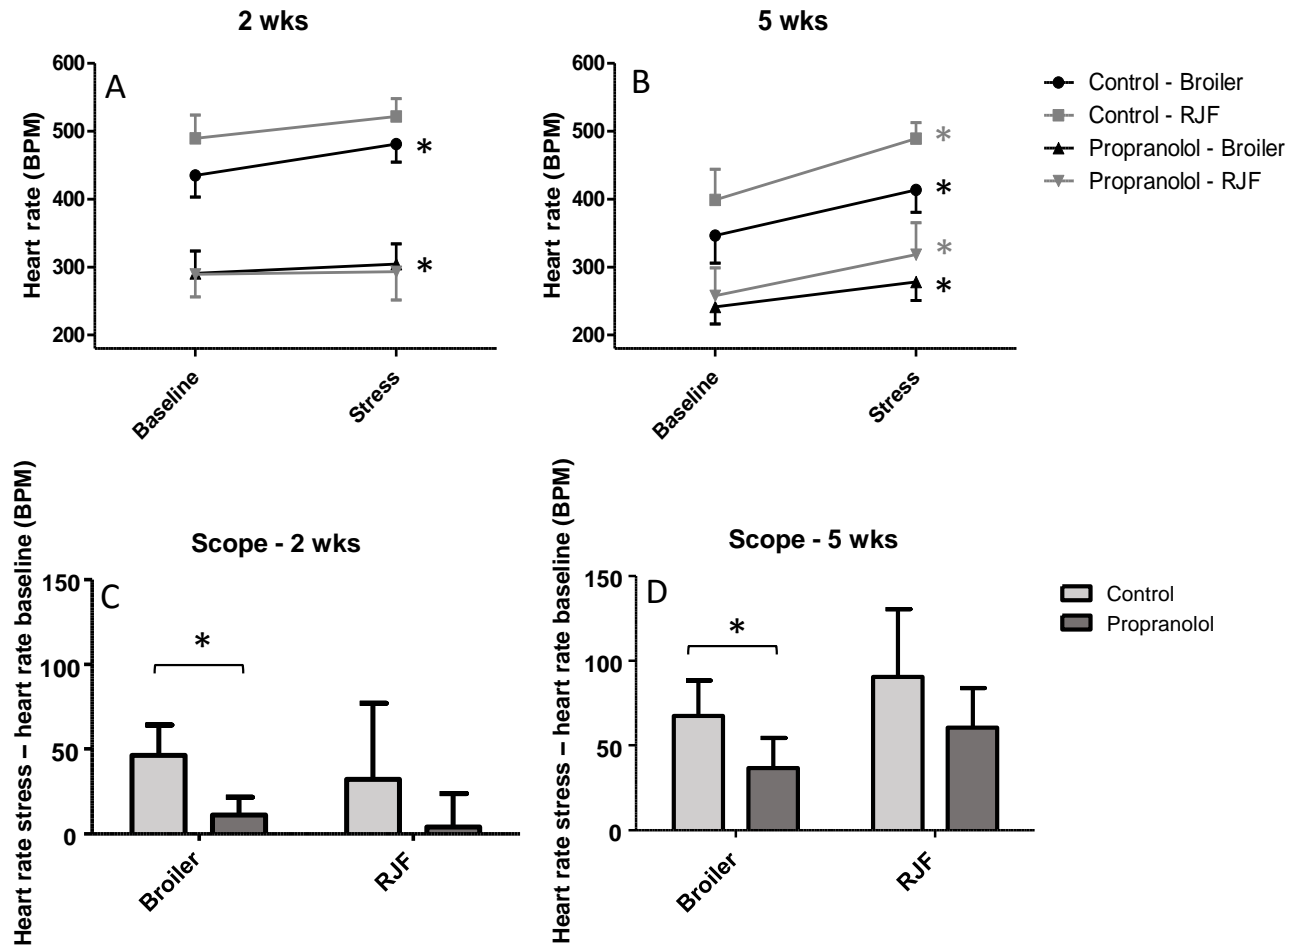 2 wks
5 wks
A
B
600
500
400
300
200
Heart rate (BPM)
*
*
Baseline
Stress
600
500
400
300
200
Heart rate (BPM)
*
*
*
*
Baseline
Stress
Control - Broiler
Control - RJF
Propranolol - Broiler
Propranolol - RJF
Scope - 2 wks
C
Heart rate stress – heart rate baseline (BPM)
150
100
50
0
*
Broiler
RJF
Scope - 5 wks
D
Heart rate stress – heart rate baseline (BPM)
150
100
50
0
*
Broiler
RJF
Control
Propranolol